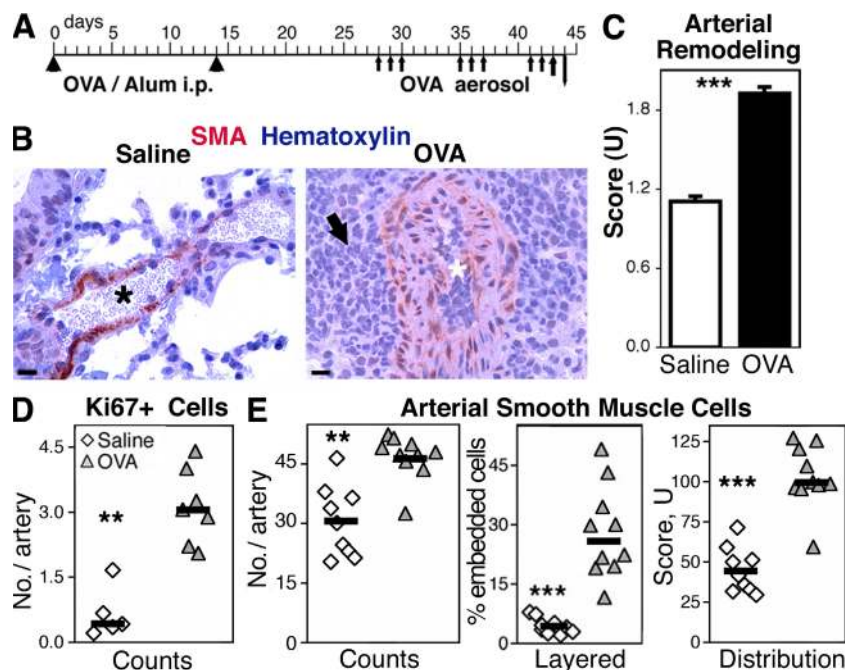 A
0 days
5
15
25
30
35
40
45
OVA / Alum i.p.
OVA aerosol
B
SMA Hematoxylin
Saline
OVA
*
*
C
Arterial
Remodeling
***
Score (U)
1.8
1.2
0.6
0.0
Saline
OVA
D
Ki67+ Cells
Saline
OVA
**
No./ artery
4.5
3.0
1.5
0.0
Counts
E
Arterial Smooth Muscle Cells
**
No./ artery
45
30
15
0
Counts
***
% embedded cells
45
30
15
0
Layered
***
Score, U
125
100
75
50
25
0
Distribution